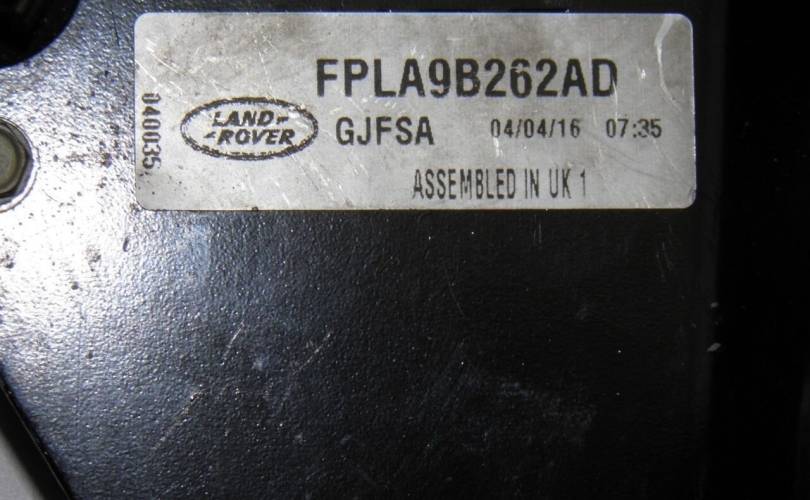 FPLA9B262AD
LAND
ROVER
GJFSA 04/04/16 07:35
ASSEMBLED IN UK 1
040035